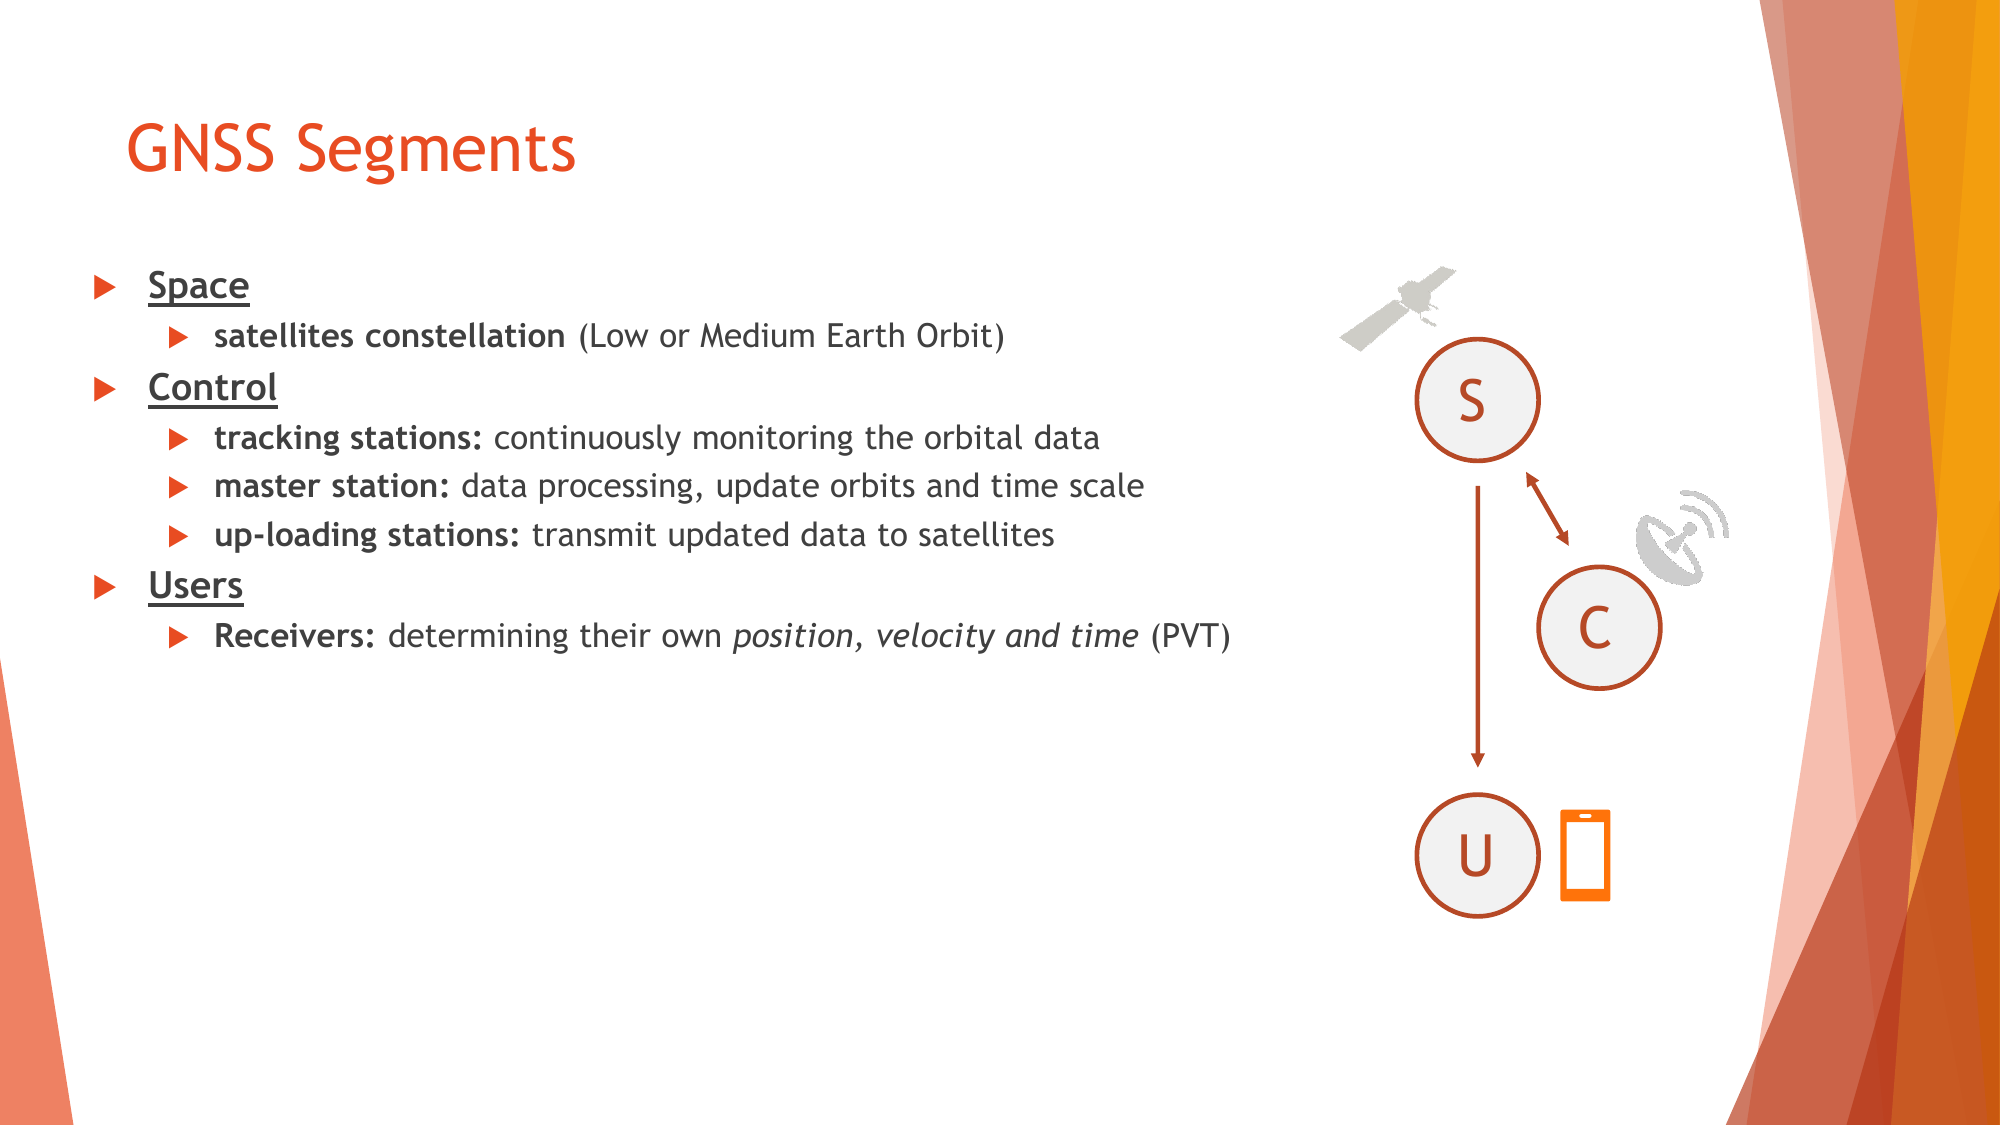 GNSS Segments
Space
satellites constellation (Low or Medium Earth Orbit)
Control
tracking stations: continuously monitoring the orbital data
master station: data processing, update orbits and time scale
up-loading stations: transmit updated data to satellites
Users
Receivers: determining their own position, velocity and time (PVT)
S
C
U